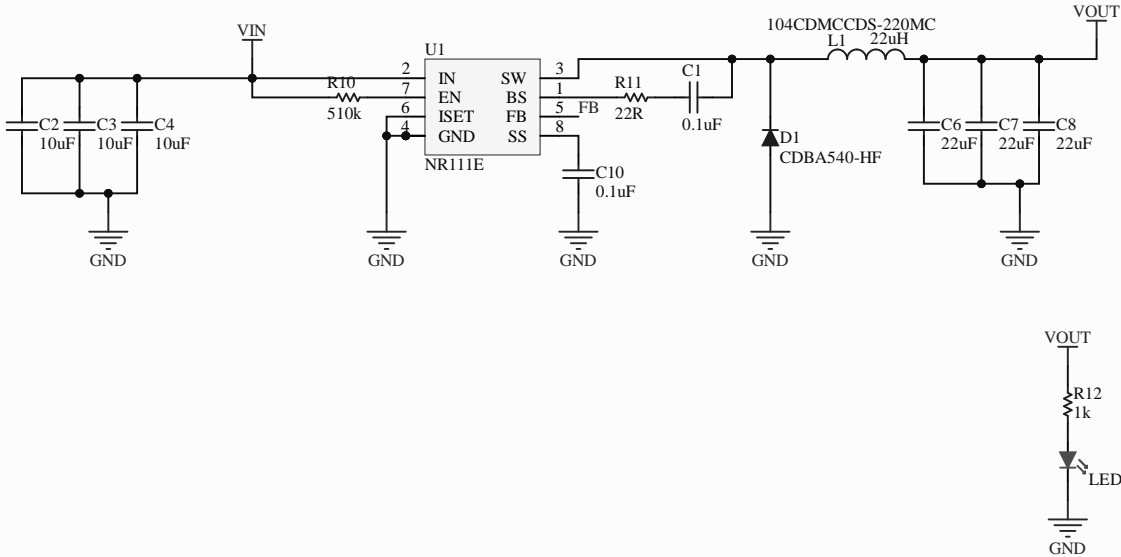 104CDMCCDS-220MC
VOUT
VIN
L1 22uH
U1
2 IN SW 3
R10 7 EN BS 1 R11 C1
510k 6 ISET FB 5 FB 22R 0.1uF
4 GND SS 8
NR111E
C2 C3 C4
10uF 10uF 10uF
D1
CDBA540-HF
C6 C7 C8
22uF 22uF 22uF
C10
0.1uF
GND GND GND GND GND
VOUT
R12
1k
LED
GND